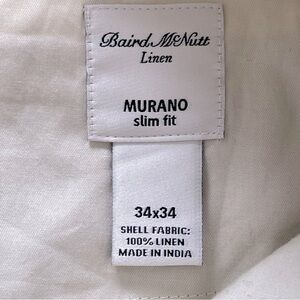 Baird McNutt
Linen
MURANO
slim fit
34x34
SHELL FABRIC:
100% LINEN
MADE IN INDIA